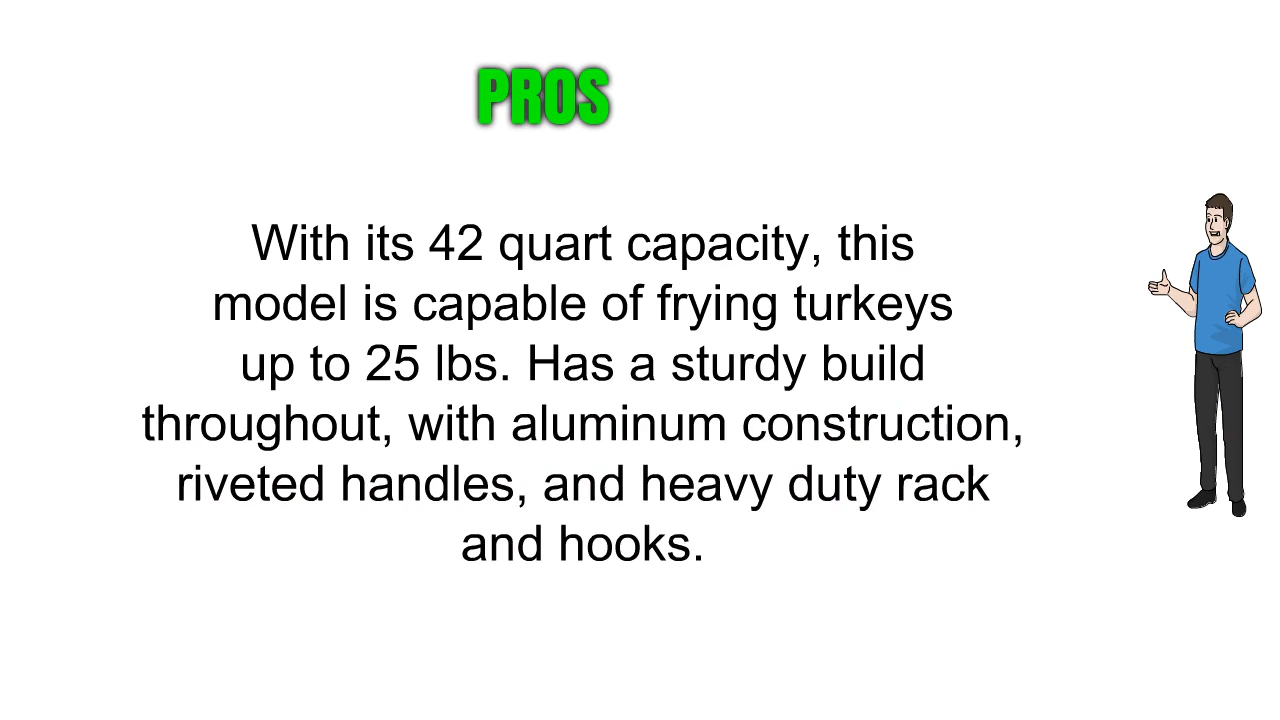 PROS
With its 42 quart capacity, this
model is capable of frying turkeys
up to 25 lbs. Has a sturdy build
throughout, with aluminum construction,
riveted handles, and heavy duty rack
and hooks.